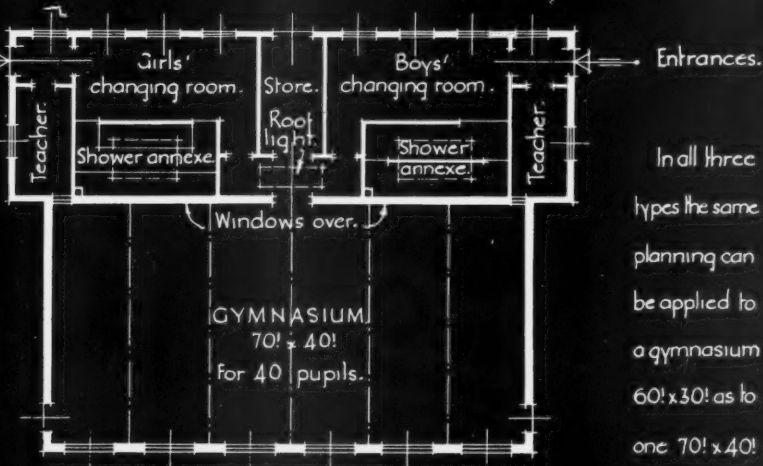 Girls'
changing room.
Store.
Boys'
changing room.
Entrances.
Teacher.
Shower annexe.
Roof
light
Shower
annexe.
Teacher.
Windows over.
GYMNASIUM
70! x 40!
For 40 pupils.
In all three
types the same
planning can
be applied to
a gymnasium
60! x 30! as to
one 70! x 40!